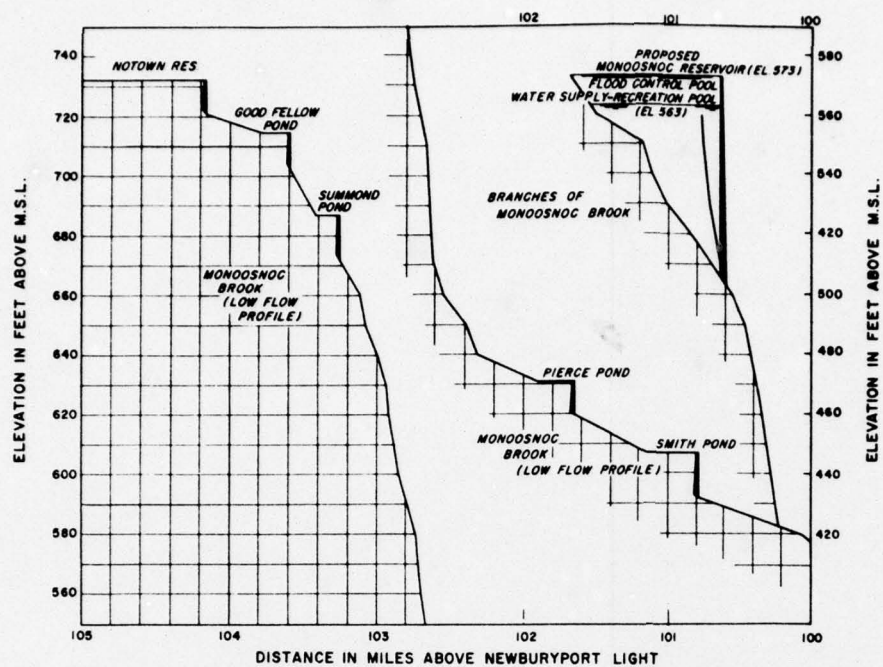 102
101
100
750
740
720
700
680
660
640
620
600
580
560
580
560
540
520
500
480
460
440
420
ELEVATION IN FEET ABOVE M.S.L.
ELEVATION IN FEET ABOVE M.S.L.
NOTOWN RES
GOOD FELLOW
POND
SUMMOND
POND
MONOOSNOC
BROOK
(LOW FLOW
PROFILE)
PROPOSED
MONOOSNOC RESERVOIR (EL 573)
FLOOD CONTROL POOL
WATER SUPPLY-RECREATION POOL
(EL 563)
BRANCHES OF
MONOOSNOC BROOK
PIERCE POND
MONOOSNOC
BROOK
(LOW FLOW PROFILE)
SMITH POND
105
104
103
102
101
100
DISTANCE IN MILES ABOVE NEWBURYPORT LIGHT